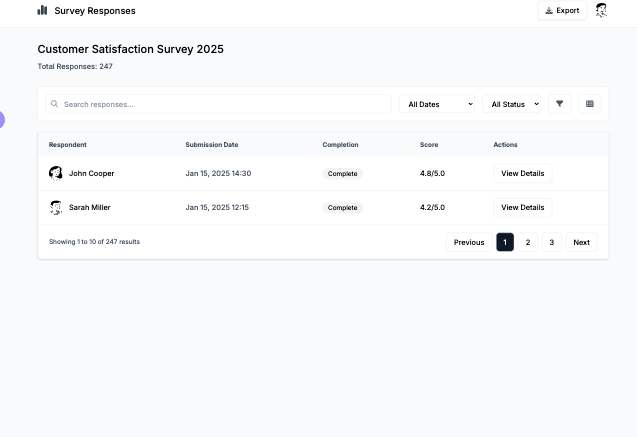 Survey Responses
Export
Customer Satisfaction Survey 2025
Total Responses: 247
Search responses...
All Dates
All Status
Respondent Submission Date Completion Score Actions
John Cooper Jan 15, 2025 14:30 Complete 4.8/5.0 View Details
Sarah Miller Jan 15, 2025 12:15 Complete 4.2/5.0 View Details
Showing 1 to 10 of 247 results Previous 1 2 3 Next